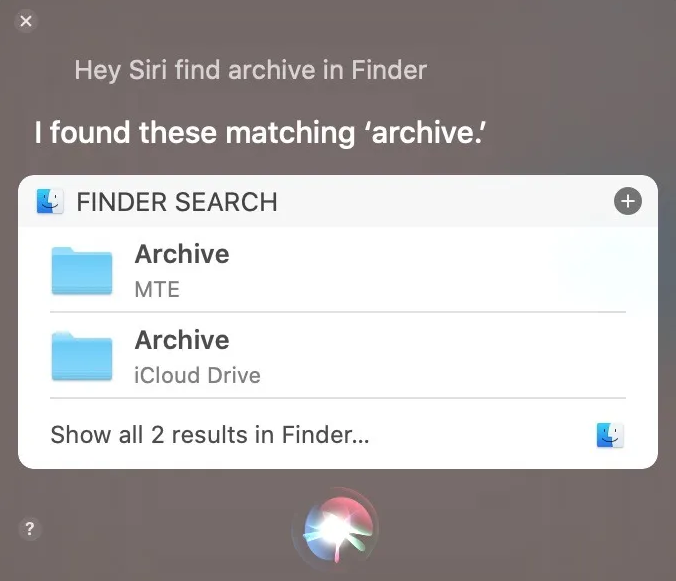 Hey Siri find archive in Finder
I found these matching ‘archive.’
FINDER SEARCH
Archive
MTE
Archive
iCloud Drive
Show all 2 results in Finder...
?